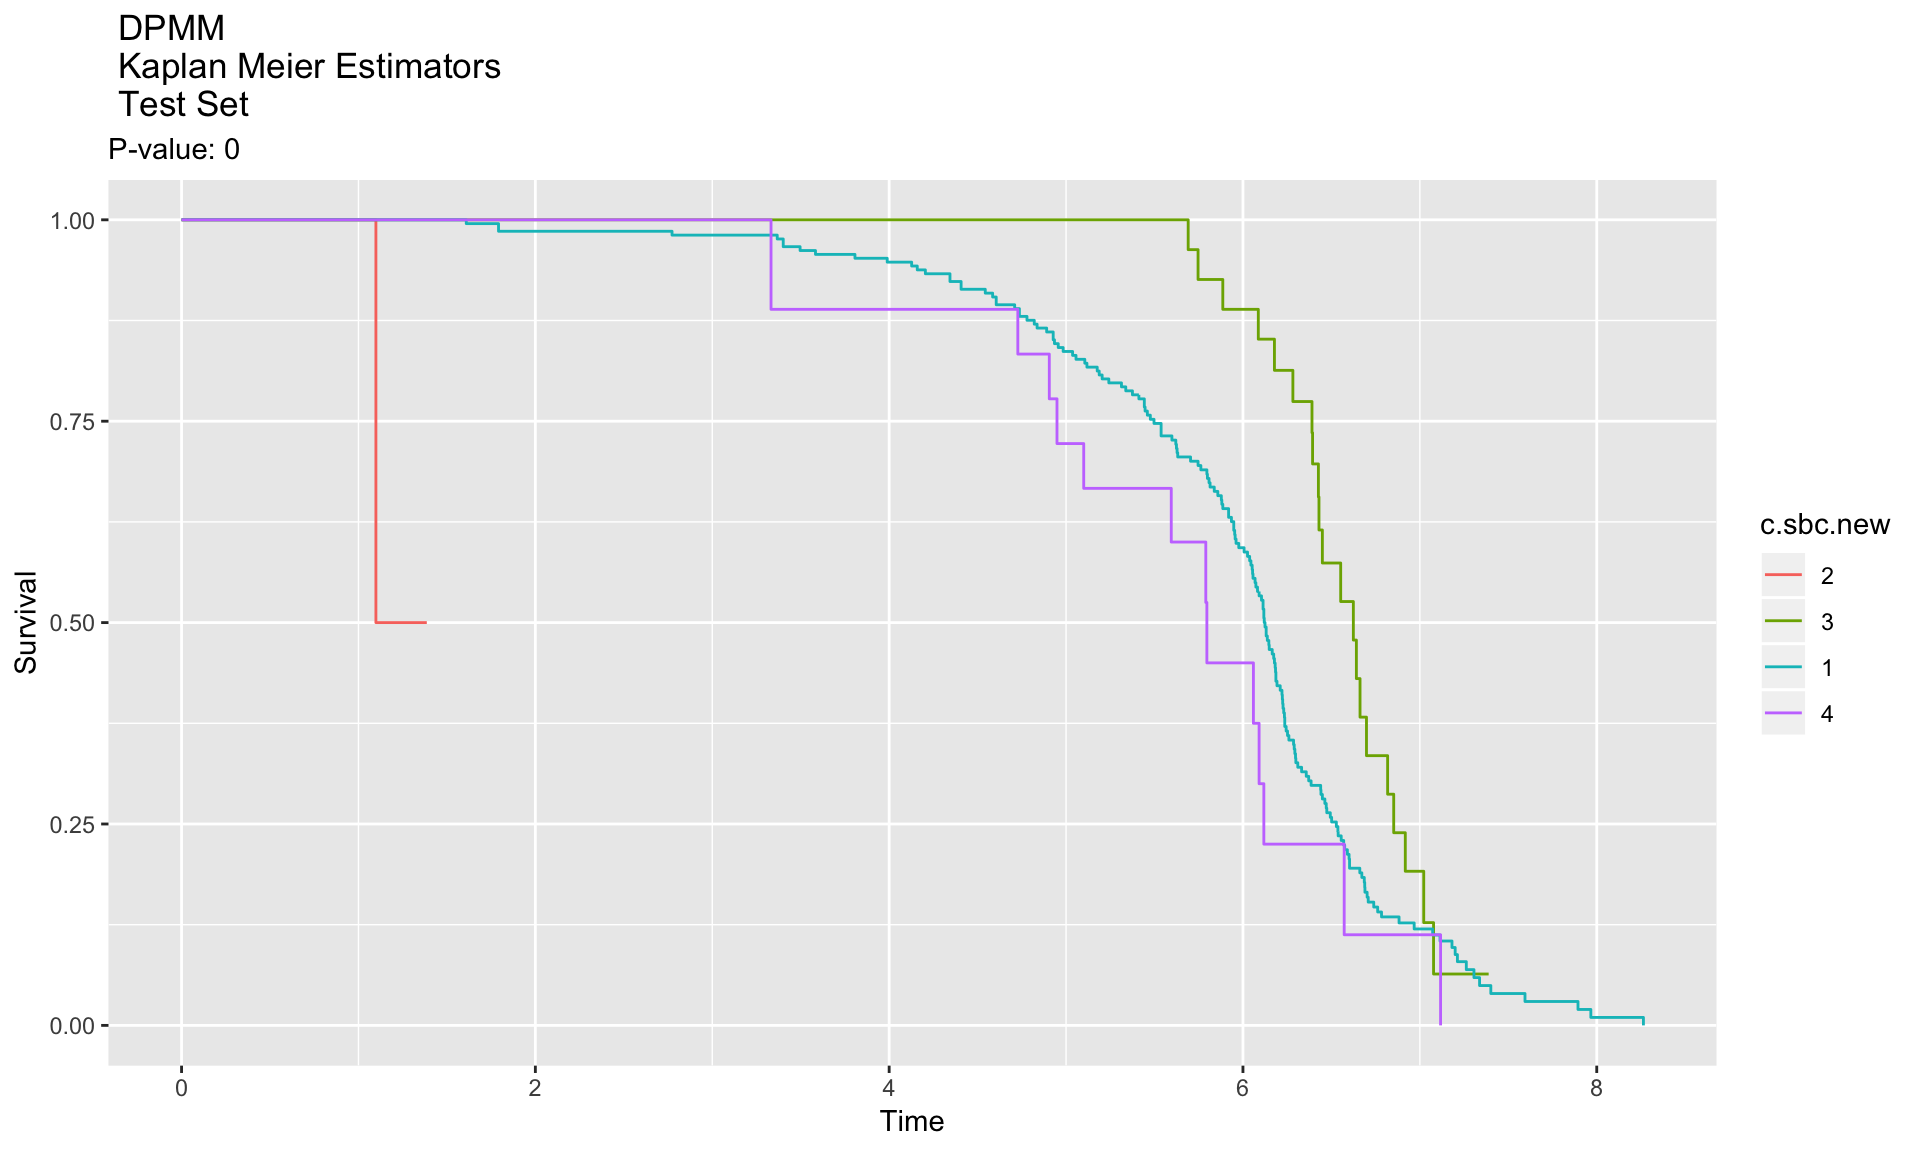 DPMM
Kaplan Meier Estimators
Test Set
P-value: 0
1.00
0.75
0.50
0.25
0.00
Survival
0 2 4 6 8
Time
c.sbc.new
2
3
1
4